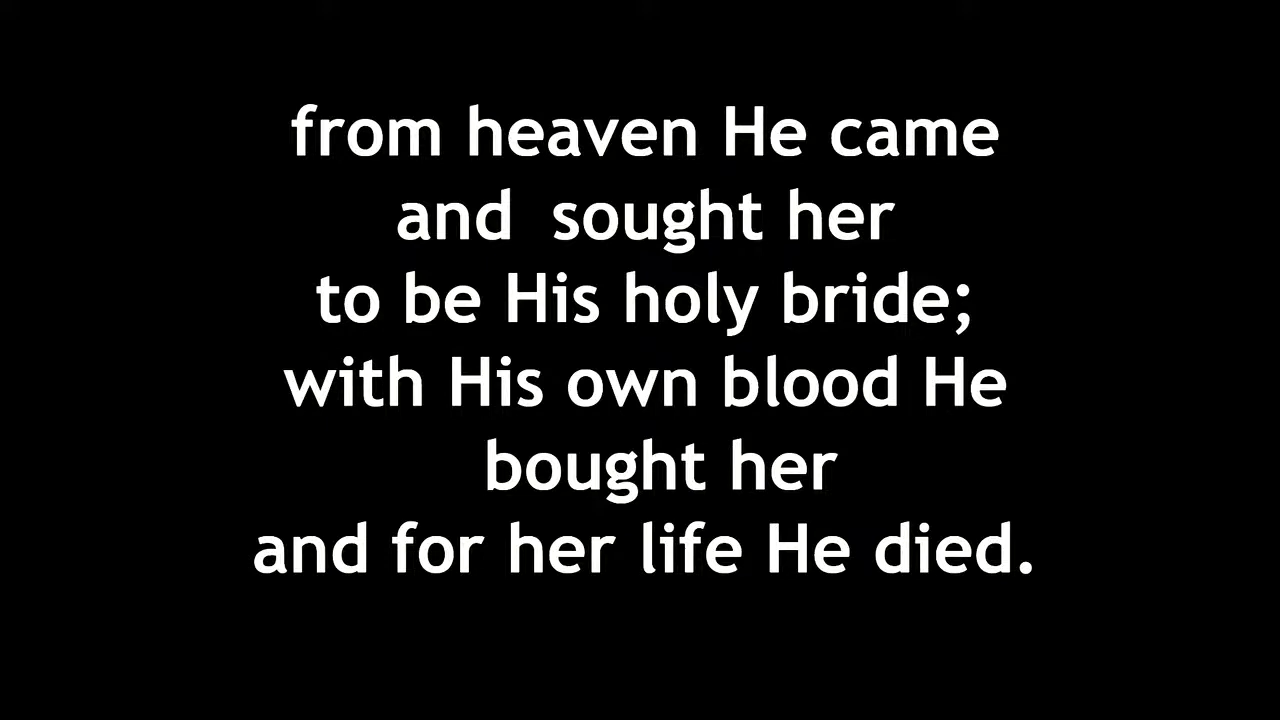 from heaven He came
and sought her
to be His holy bride;
with His own blood He
bought her
and for her life He died.